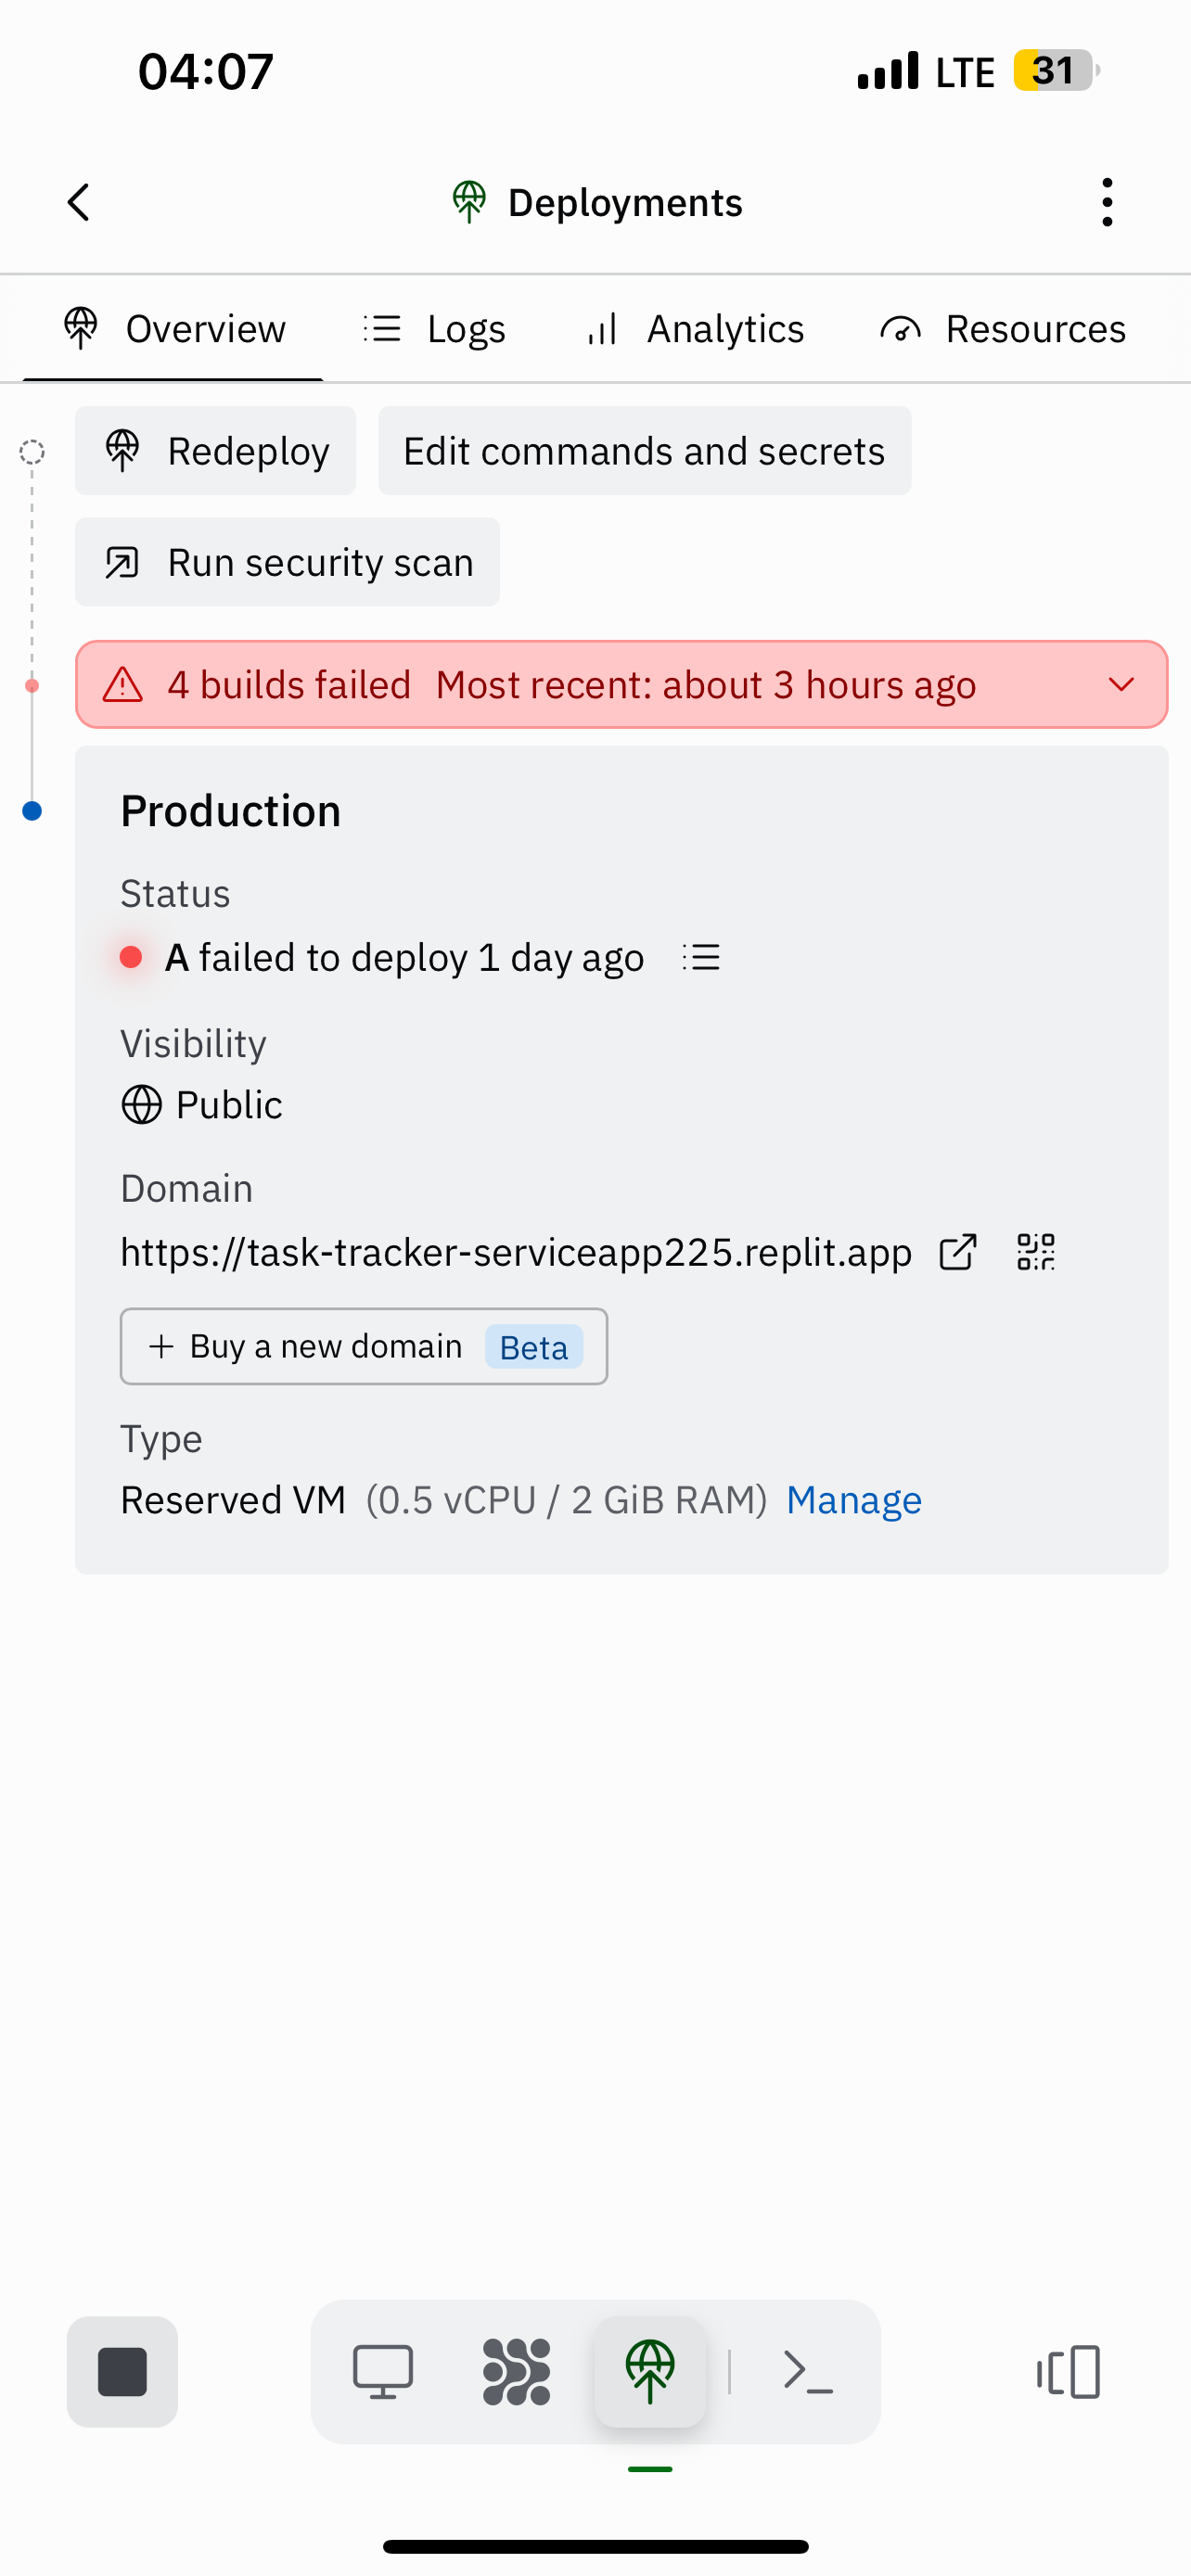 04:07 LTE 31
Deployments
Overview Logs Analytics Resources
Redeploy Edit commands and secrets
Run security scan
4 builds failed Most recent: about 3 hours ago
Production
Status
A failed to deploy 1 day ago
Visibility
Public
Domain
https://task-tracker-serviceapp225.replit.app
+ Buy a new domain Beta
Type
Reserved VM (0.5 vCPU / 2 GiB RAM) Manage